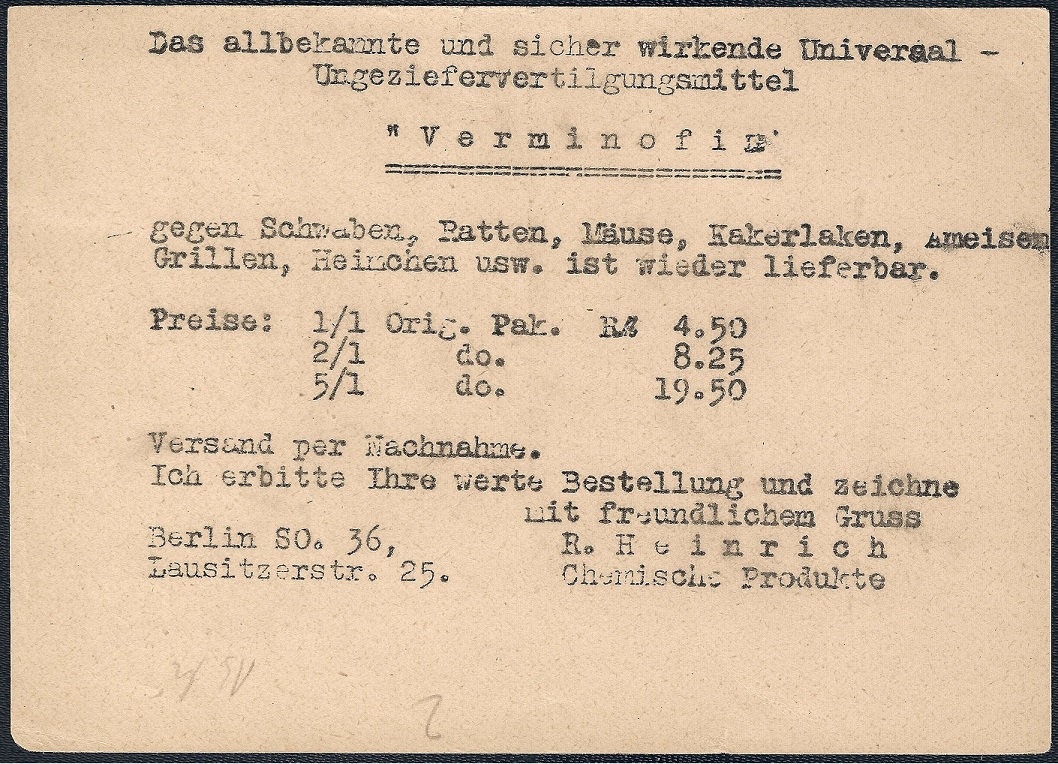 Das allbekannte und sicher wirkende Universal -
Ungeziefervertilgungsmittel
"Verminofin"
gegen Schwaben, Ratten, Mäuse, Kakerlaken, Ameisen
Grillen, Heimchen usw. ist wieder lieferbar.
Preise: 1/1 Orig. Pak. RM 4.50
2/1 do. 8.25
5/1 do. 19.50
Versand per Nachnahme.
Ich erbitte Ihre werte Bestellung und zeichne
mit freundlichem Gruss
Berlin SO. 36, R. Heinrich
Lausitzerstr. 25. Chemische Produkte
2